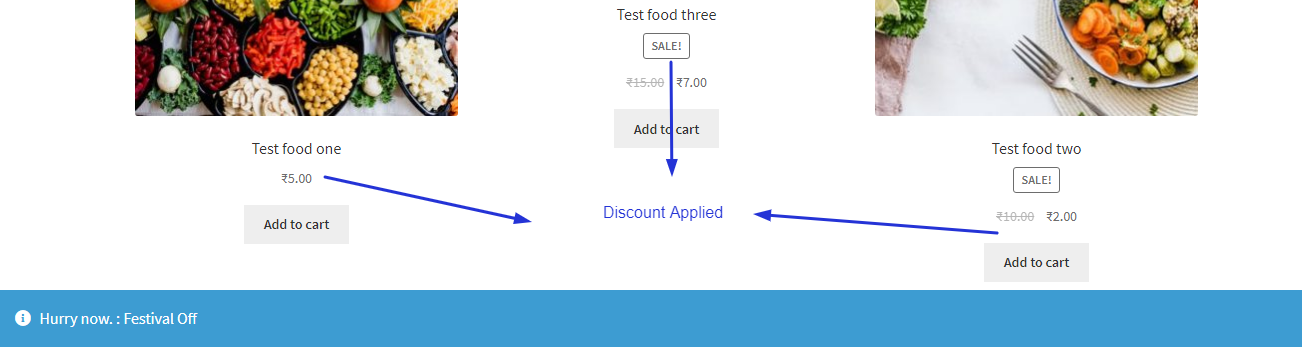 Test food three
SALE!
₹15.00 ₹7.00
Add to cart
Test food one
₹5.00
Add to cart
Test food two
SALE!
₹10.00 ₹2.00
Add to cart
Discount Applied
Hurry now. : Festival Off